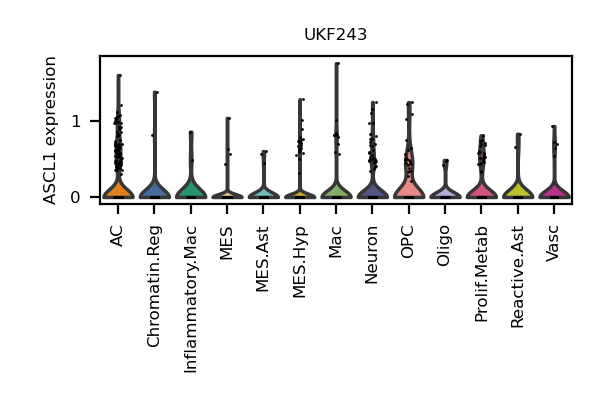 UKF243
ASCL1 expression
1
0
AC
Chromatin.Reg
Inflammatory.Mac
MES
MES.Ast
MES.Hyp
Mac
Neuron
OPC
Oligo
Prolif.Metab
Reactive.Ast
Vasc